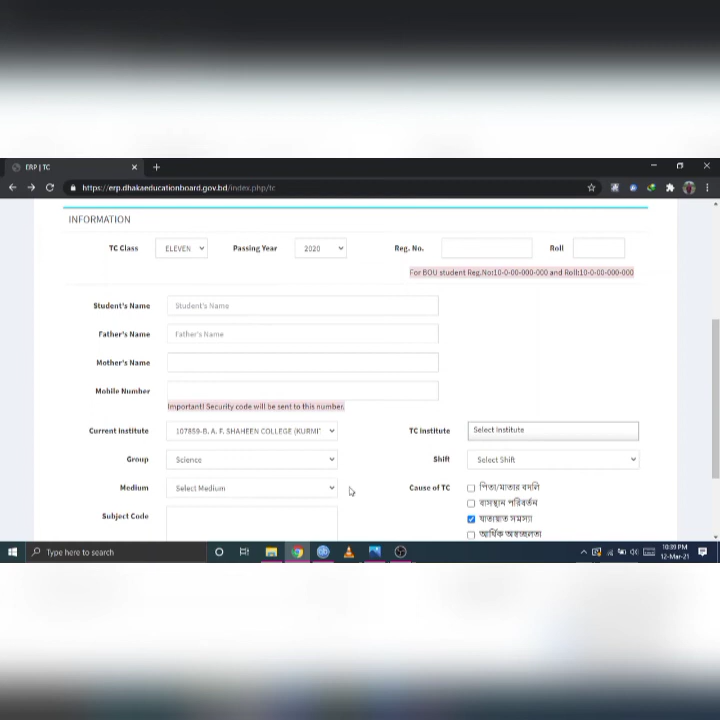 ERP | TC
https://erp.dhakaeducationboard.gov.bd/index.php/tc
INFORMATION
TC Class ELEVEN Passing Year 2020 Reg. No. Roll
For BOU student Reg.No:10-0-00-000-000 and Roll:10-0-00-000-000
Student's Name Student's Name
Father's Name Father's Name
Mother's Name
Mobile Number
Important! Security code will be sent to this number.
Current Institute 107859-B. A. F. SHAHEEN COLLEGE (KURMI TC Institute Select Institute
Group Science Shift Select Shift
Medium Select Medium Cause of TC পিতা/মাতার বদলি
বাসস্থান পরিবর্তন
Subject Code যাতায়াত সমস্যা
আর্থিক অস্বচ্ছলতা
Type here to search 10:39 PM
12-Mar-21